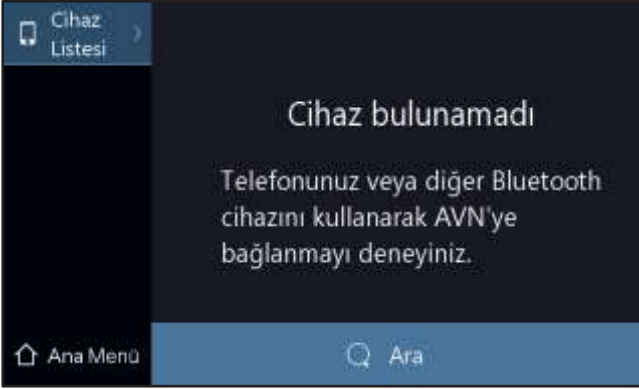 Cihaz
Listesi
Cihaz bulunamadı
Telefonunuz veya diğer Bluetooth
cihazını kullanarak AVN'ye
bağlanmayı deneyiniz.
Ana Menü
Ara